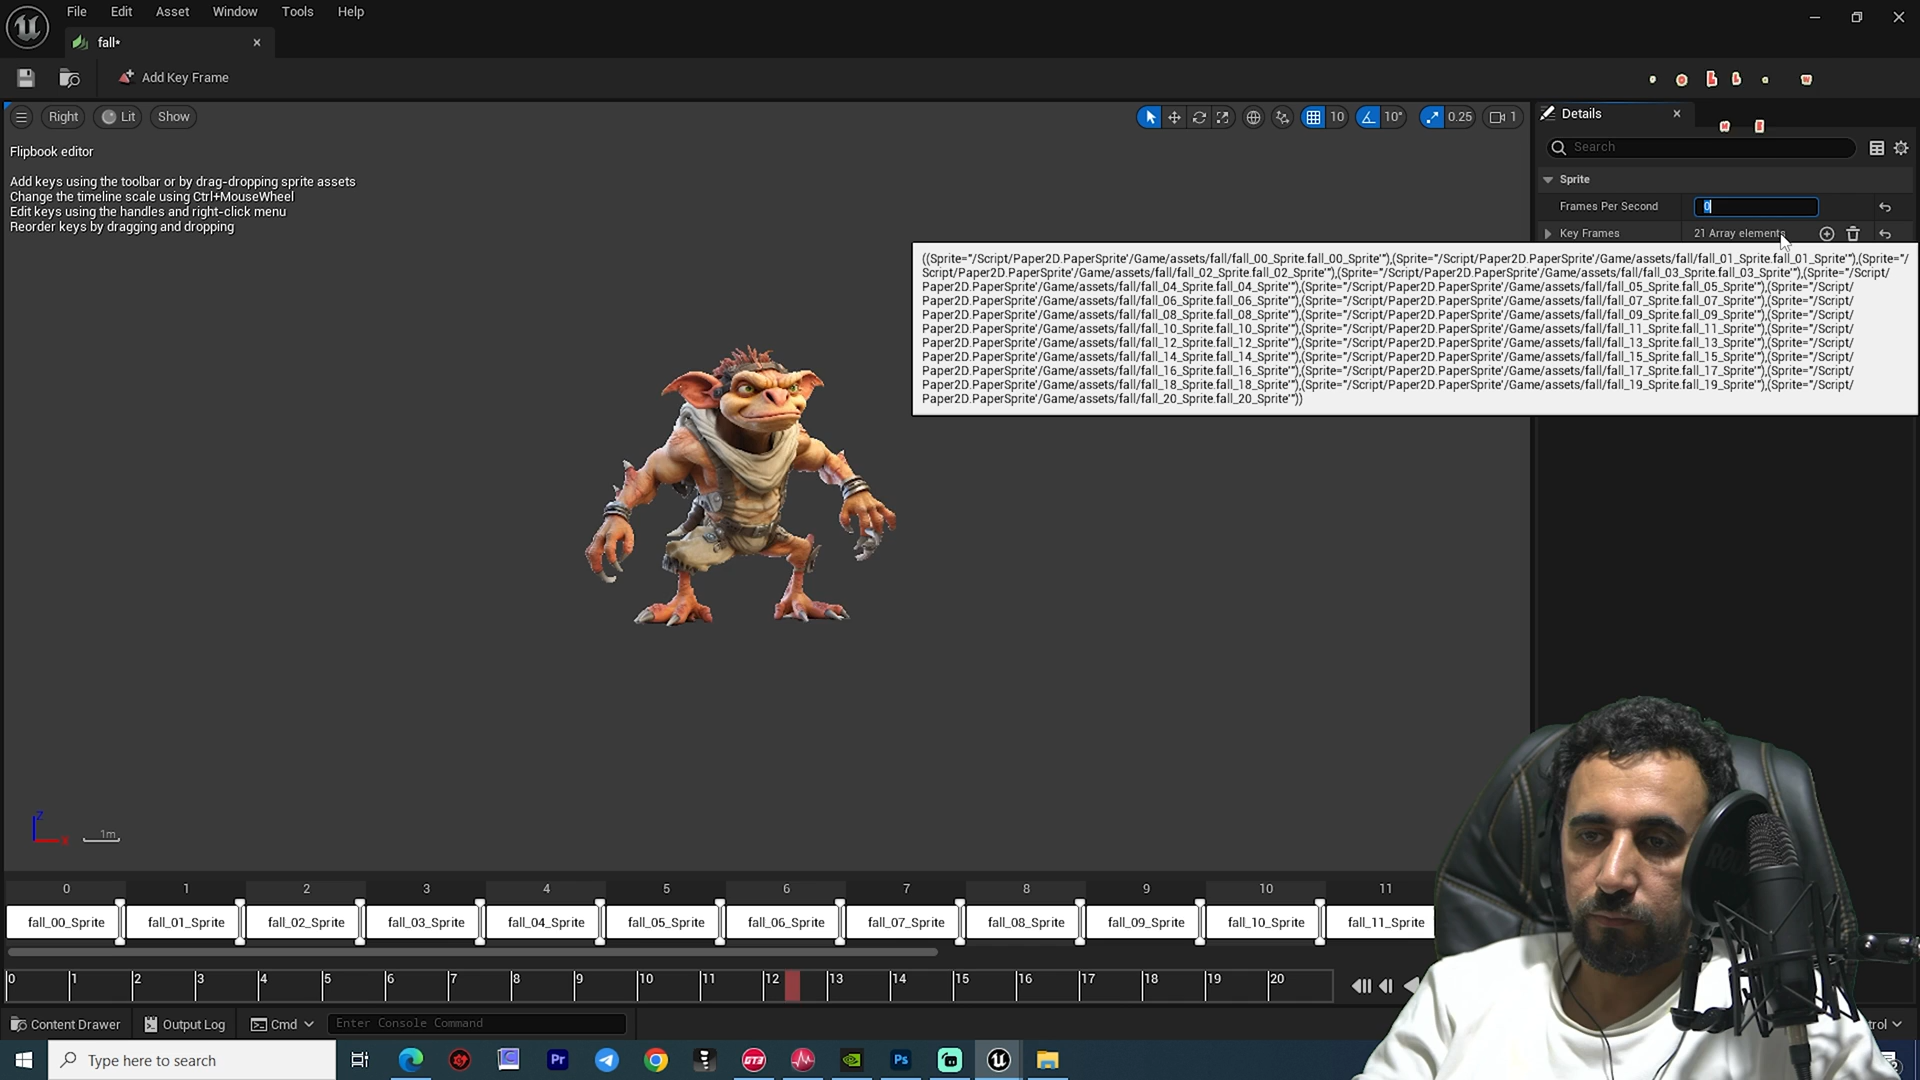 File Edit Asset Window Tools Help
fall*
Add Key Frame
Right Lit Show
10 10° 0.25 1
Details
Flipbook editor
Search
Add keys using the toolbar or by drag-dropping sprite assets
Change the timeline scale using Ctrl+MouseWheel
Edit keys using the handles and right-click menu
Reorder keys by dragging and dropping
Sprite
Frames Per Second 0
Key Frames 21 Array elements
((Sprite="/Script/Paper2D.PaperSprite'/Game/assets/fall/fall_00_Sprite.fall_00_Sprite'"),(Sprite="/Script/Paper2D.PaperSprite'/Game/assets/fall/fall_01_Sprite.fall_01_Sprite'"),(Sprite="/
Script/Paper2D.PaperSprite'/Game/assets/fall/fall_02_Sprite.fall_02_Sprite'"),(Sprite="/Script/Paper2D.PaperSprite'/Game/assets/fall/fall_03_Sprite.fall_03_Sprite'"),(Sprite="/Script/
Paper2D.PaperSprite'/Game/assets/fall/fall_04_Sprite.fall_04_Sprite'"),(Sprite="/Script/Paper2D.PaperSprite'/Game/assets/fall/fall_05_Sprite.fall_05_Sprite'"),(Sprite="/Script/
Paper2D.PaperSprite'/Game/assets/fall/fall_06_Sprite.fall_06_Sprite'"),(Sprite="/Script/Paper2D.PaperSprite'/Game/assets/fall/fall_07_Sprite.fall_07_Sprite'"),(Sprite="/Script/
Paper2D.PaperSprite'/Game/assets/fall/fall_08_Sprite.fall_08_Sprite'"),(Sprite="/Script/Paper2D.PaperSprite'/Game/assets/fall/fall_09_Sprite.fall_09_Sprite'"),(Sprite="/Script/
Paper2D.PaperSprite'/Game/assets/fall/fall_10_Sprite.fall_10_Sprite'"),(Sprite="/Script/Paper2D.PaperSprite'/Game/assets/fall/fall_11_Sprite.fall_11_Sprite'"),(Sprite="/Script/
Paper2D.PaperSprite'/Game/assets/fall/fall_12_Sprite.fall_12_Sprite'"),(Sprite="/Script/Paper2D.PaperSprite'/Game/assets/fall/fall_13_Sprite.fall_13_Sprite'"),(Sprite="/Script/
Paper2D.PaperSprite'/Game/assets/fall/fall_14_Sprite.fall_14_Sprite'"),(Sprite="/Script/Paper2D.PaperSprite'/Game/assets/fall/fall_15_Sprite.fall_15_Sprite'"),(Sprite="/Script/
Paper2D.PaperSprite'/Game/assets/fall/fall_16_Sprite.fall_16_Sprite'"),(Sprite="/Script/Paper2D.PaperSprite'/Game/assets/fall/fall_17_Sprite.fall_17_Sprite'"),(Sprite="/Script/
Paper2D.PaperSprite'/Game/assets/fall/fall_18_Sprite.fall_18_Sprite'"),(Sprite="/Script/Paper2D.PaperSprite'/Game/assets/fall/fall_19_Sprite.fall_19_Sprite'"),(Sprite="/Script/
Paper2D.PaperSprite'/Game/assets/fall/fall_20_Sprite.fall_20_Sprite'"))
Z
X
1m
0 1 2 3 4 5 6 7 8 9 10 11
fall_00_Sprite fall_01_Sprite fall_02_Sprite fall_03_Sprite fall_04_Sprite fall_05_Sprite fall_06_Sprite fall_07_Sprite fall_08_Sprite fall_09_Sprite fall_10_Sprite fall_11_Sprite
0 1 2 3 4 5 6 7 8 9 10 11 12 13 14 15 16 17 18 19 20
Content Drawer Output Log Cmd Enter Console Command
Type here to search
Pr GT3 Ps